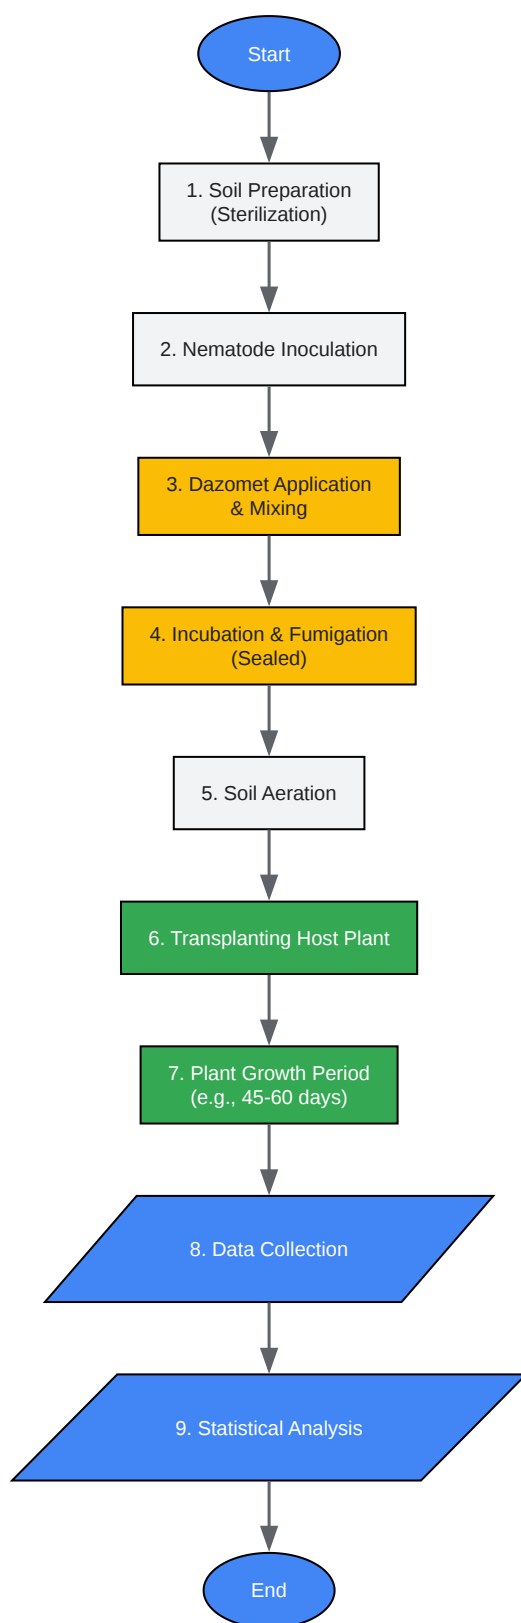 Start
1. Soil Preparation
(Sterilization)
2. Nematode Inoculation
3. Dazomet Application
& Mixing
4. Incubation & Fumigation
(Sealed)
5. Soil Aeration
6. Transplanting Host Plant
7. Plant Growth Period
(e.g., 45-60 days)
8. Data Collection
9. Statistical Analysis
End